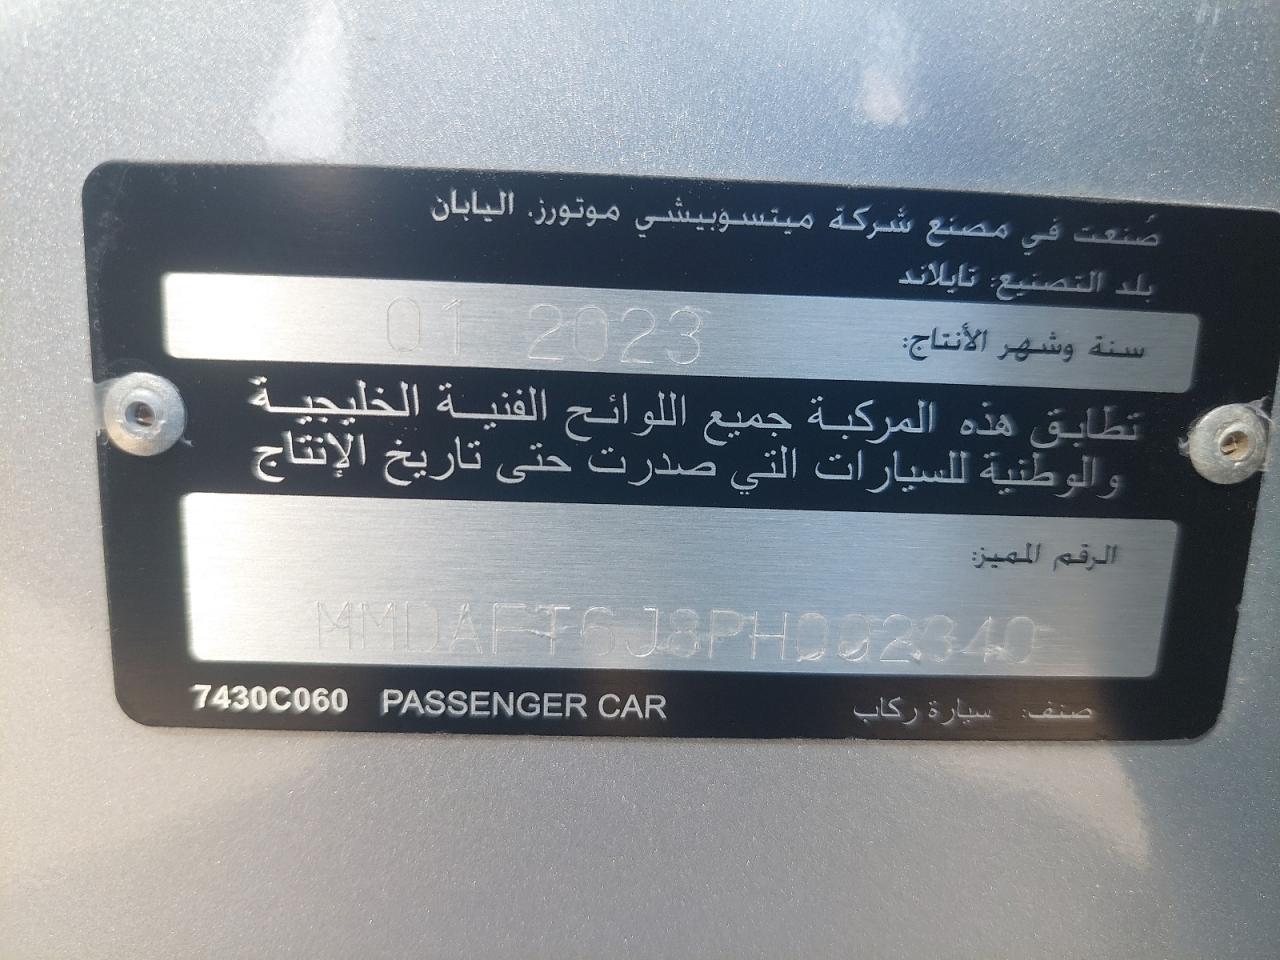 صُنعت في مصنع شركة ميتسوبيشي موتورز. اليابان
بلد التصنيع: تايلاند
سنة وشهر الأنتاج: 01 2023
تطابق هذه المركبة جميع اللوائح الفنية الخليجية
والوطنية للسيارات التي صدرت حتى تاريخ الإنتاج
الرقم المميز:
MMDAFT6J8PH002340
صنف: سيارة ركاب 7430C060 PASSENGER CAR